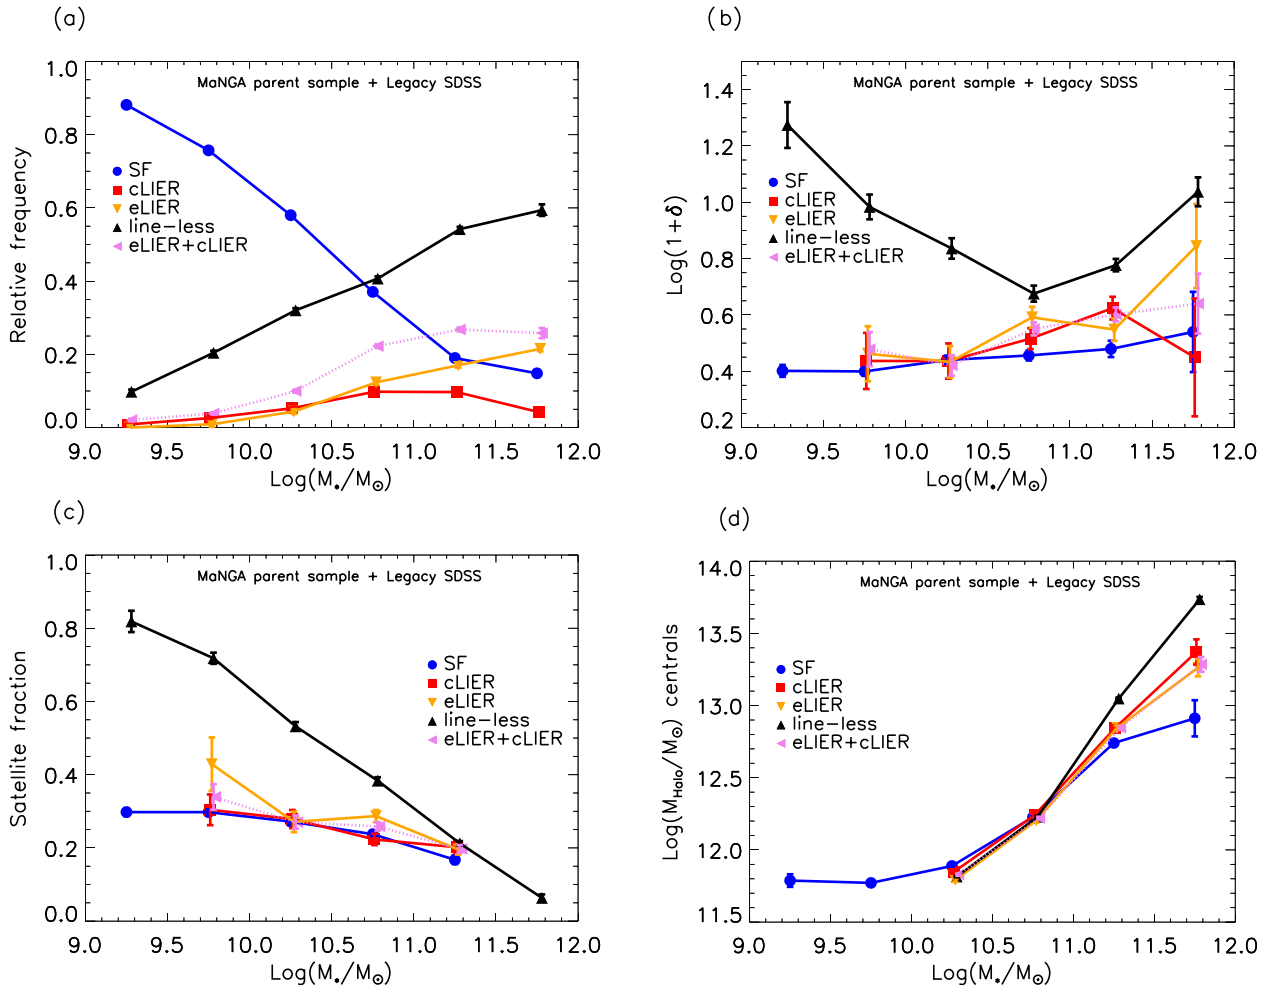 (a)
MaNGA parent sample + Legacy SDSS
Relative frequency
1.0
0.8
0.6
0.4
0.2
0.0
SF
cLIER
eLIER
line-less
eLIER+cLIER
9.0 9.5 10.0 10.5 11.0 11.5 12.0
Log(M*/M⊙)
(b)
MaNGA parent sample + Legacy SDSS
Log(1+δ)
1.4
1.2
1.0
0.8
0.6
0.4
0.2
SF
cLIER
eLIER
line-less
eLIER+cLIER
9.0 9.5 10.0 10.5 11.0 11.5 12.0
Log(M*/M⊙)
(c)
MaNGA parent sample + Legacy SDSS
Satellite fraction
1.0
0.8
0.6
0.4
0.2
0.0
SF
cLIER
eLIER
line-less
eLIER+cLIER
9.0 9.5 10.0 10.5 11.0 11.5 12.0
Log(M*/M⊙)
(d)
MaNGA parent sample + Legacy SDSS
Log(MHalo/M⊙) centrals
14.0
13.5
13.0
12.5
12.0
11.5
SF
cLIER
eLIER
line-less
eLIER+cLIER
9.0 9.5 10.0 10.5 11.0 11.5 12.0
Log(M*/M⊙)